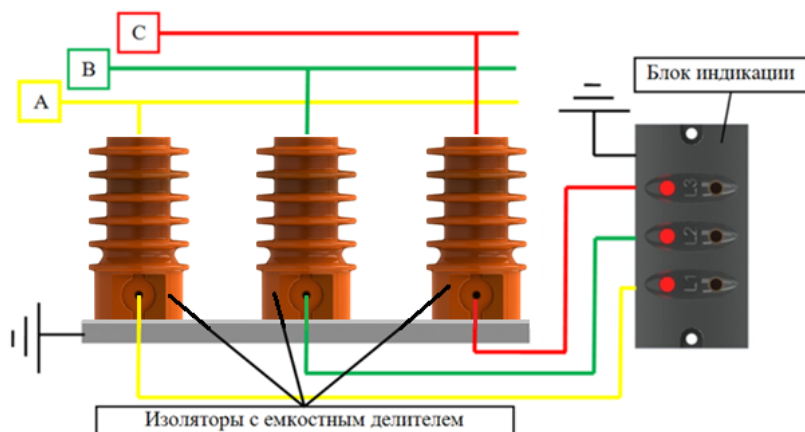 C
B
A
Блок индикации
L3
L2
L1
Изоляторы с емкостным делителем